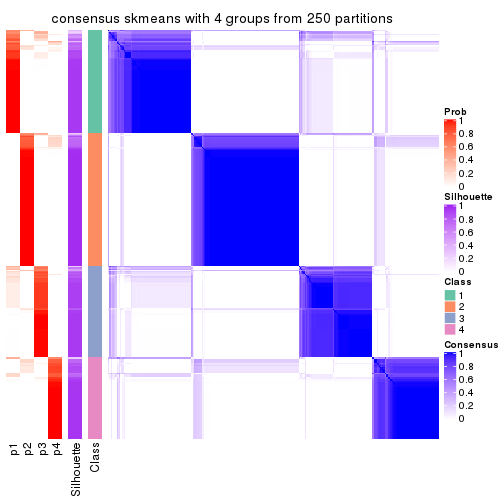 consensus skmeans with 4 groups from 250 partitions
Prob
1
0.8
0.6
0.4
0.2
0
Silhouette
1
0.8
0.6
0.4
0.2
0
Class
1
2
3
4
Consensus
1
0.8
0.6
0.4
0.2
0
p1
p2
p3
p4
Silhouette
Class